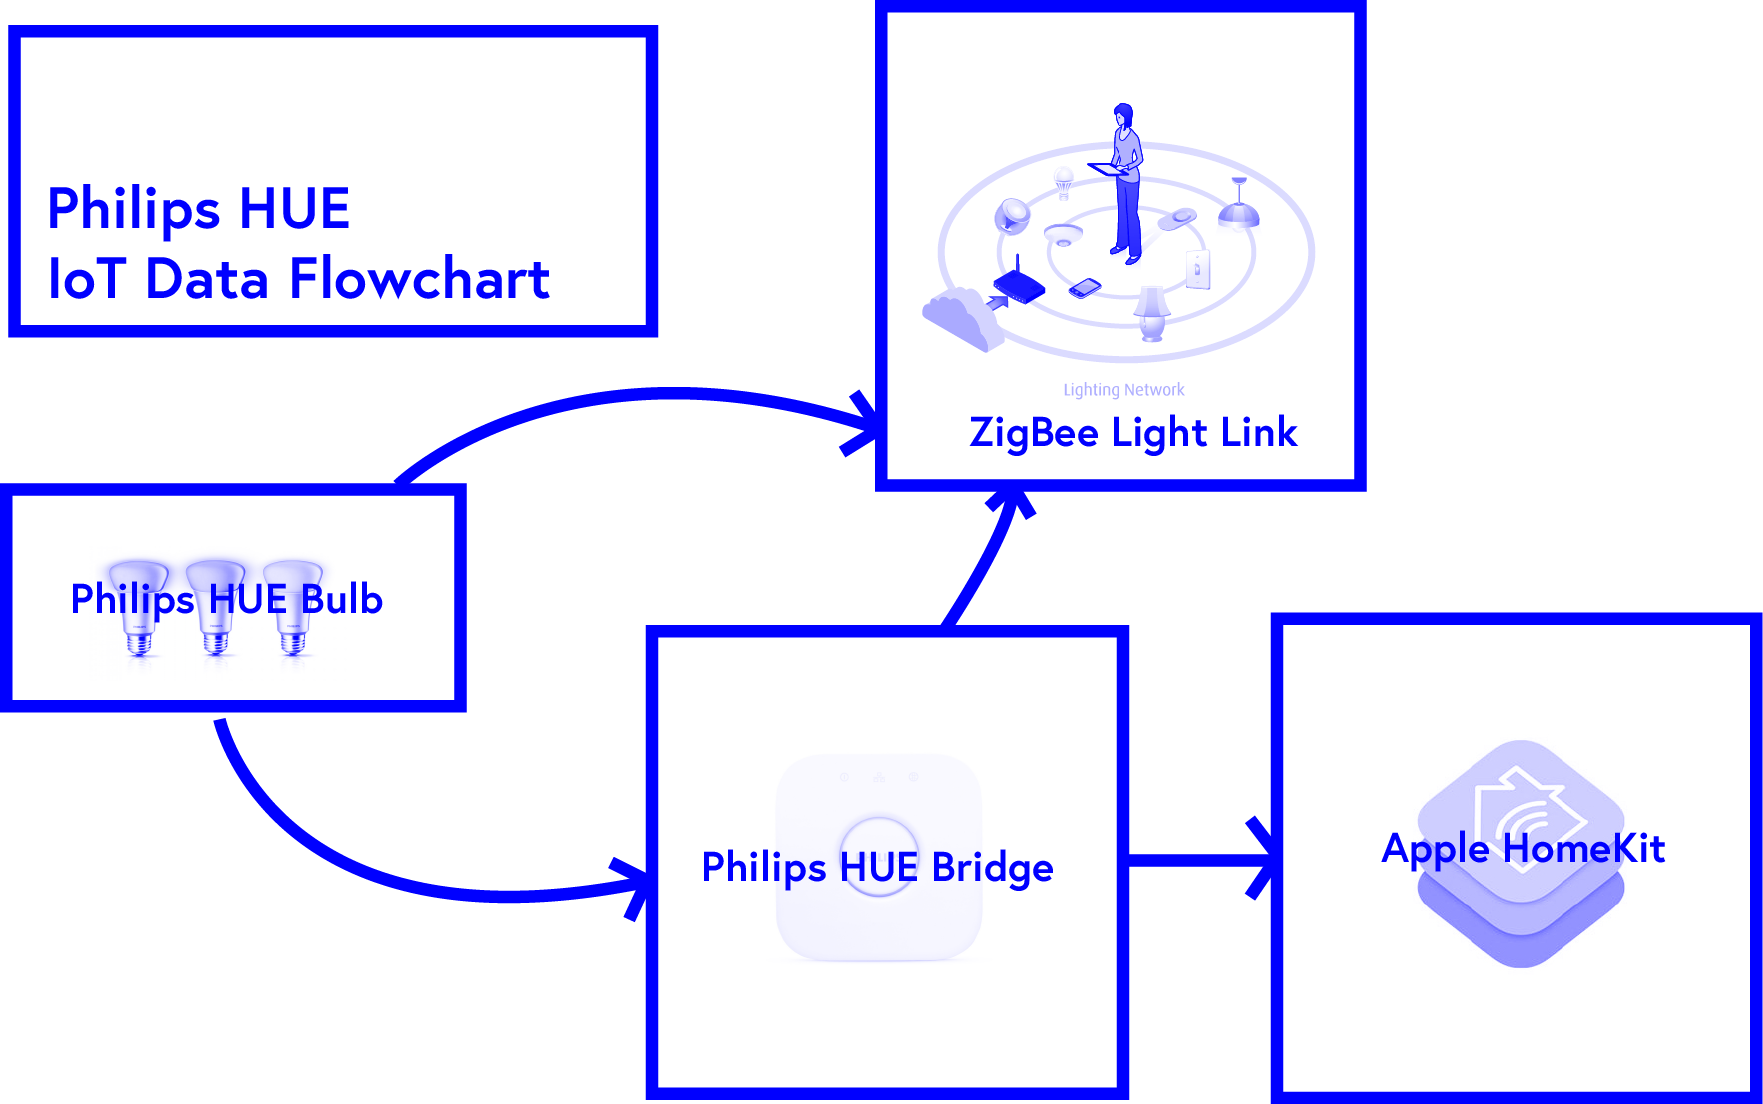 Philips HUE
IoT Data Flowchart
Lighting Network
ZigBee Light Link
Philips HUE Bulb
Philips HUE Bridge
Apple HomeKit